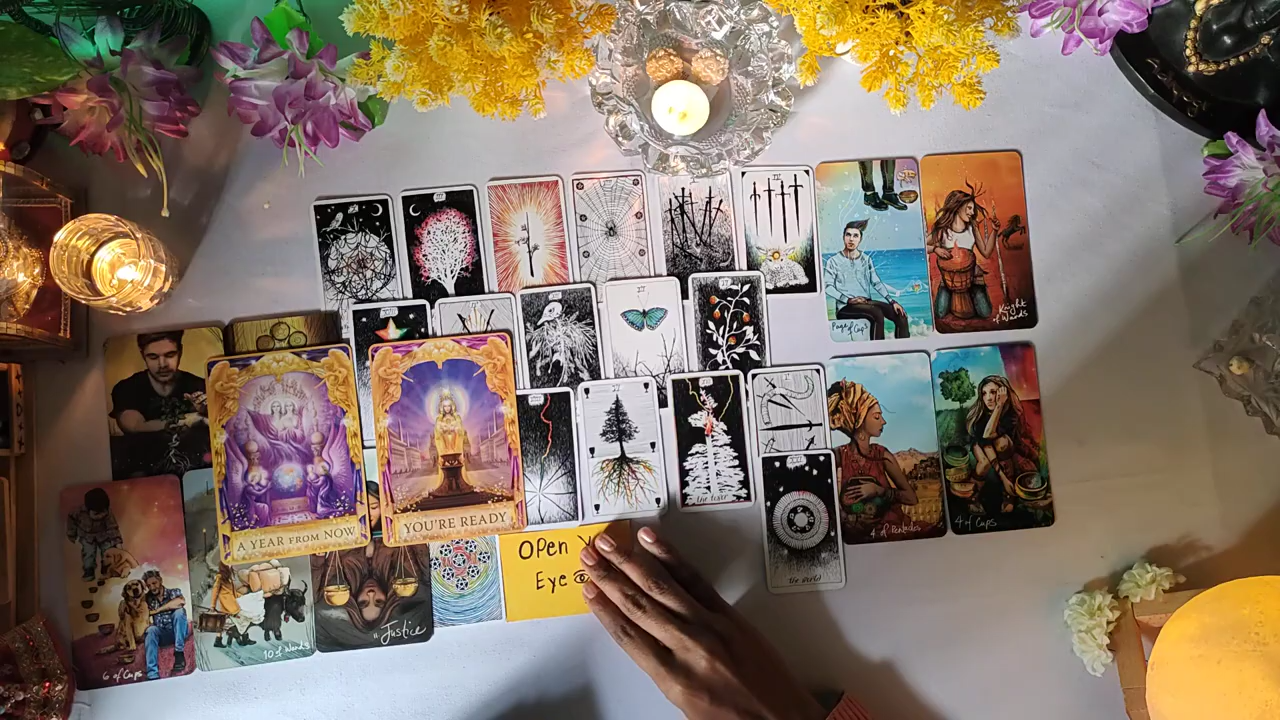 Page of Cups
Knight
of Wands
4 of Pentacles
4 of Cups
A YEAR FROM NOW
YOU'RE READY
the tower
the world
OPen Y
Eye
6 of Cups
10 of Wands
11 Justice